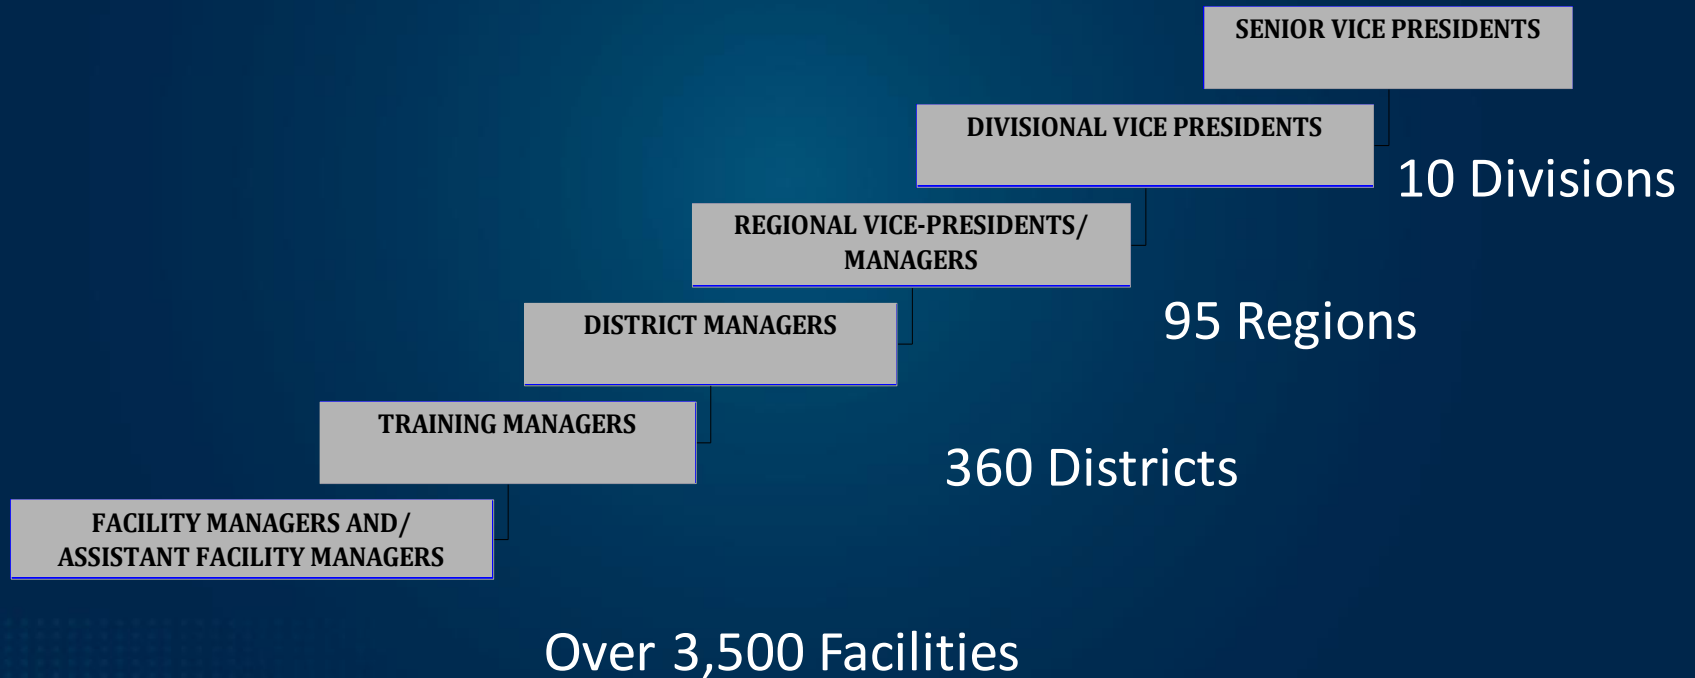 SENIOR VICE PRESIDENTS
DIVISIONAL VICE PRESIDENTS
10 Divisions
REGIONAL VICE-PRESIDENTS/
MANAGERS
95 Regions
DISTRICT MANAGERS
TRAINING MANAGERS
360 Districts
FACILITY MANAGERS AND/
ASSISTANT FACILITY MANAGERS
Over 3,500 Facilities